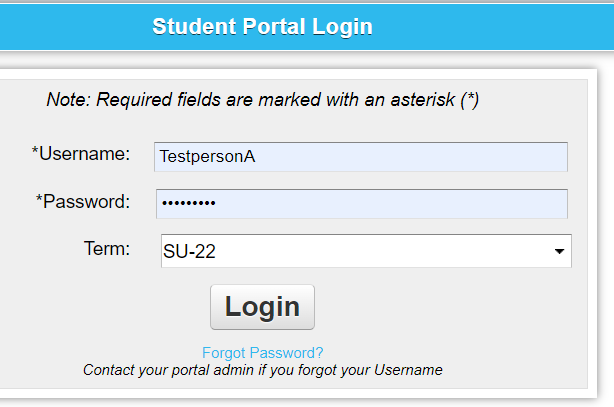 Student Portal Login
Note: Required fields are marked with an asterisk (*)
*Username: TestpersonA
*Password: •••••••••
Term: SU-22
Login
Forgot Password?
Contact your portal admin if you forgot your Username